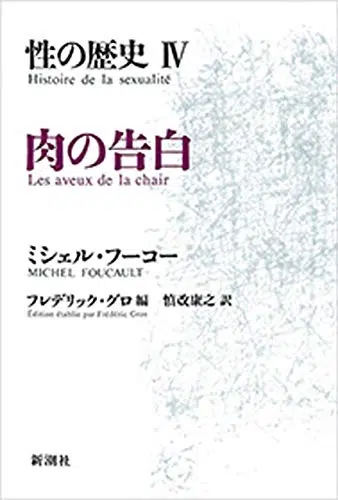 性の歴史 Ⅳ
Histoire de la sexualité
肉の告白
Les aveux de la chair
ミシェル・フーコー
MICHEL FOUCAULT
フレデリック・グロ 編　慎改康之 訳
Édition établie par Frédéric Gros
新潮社